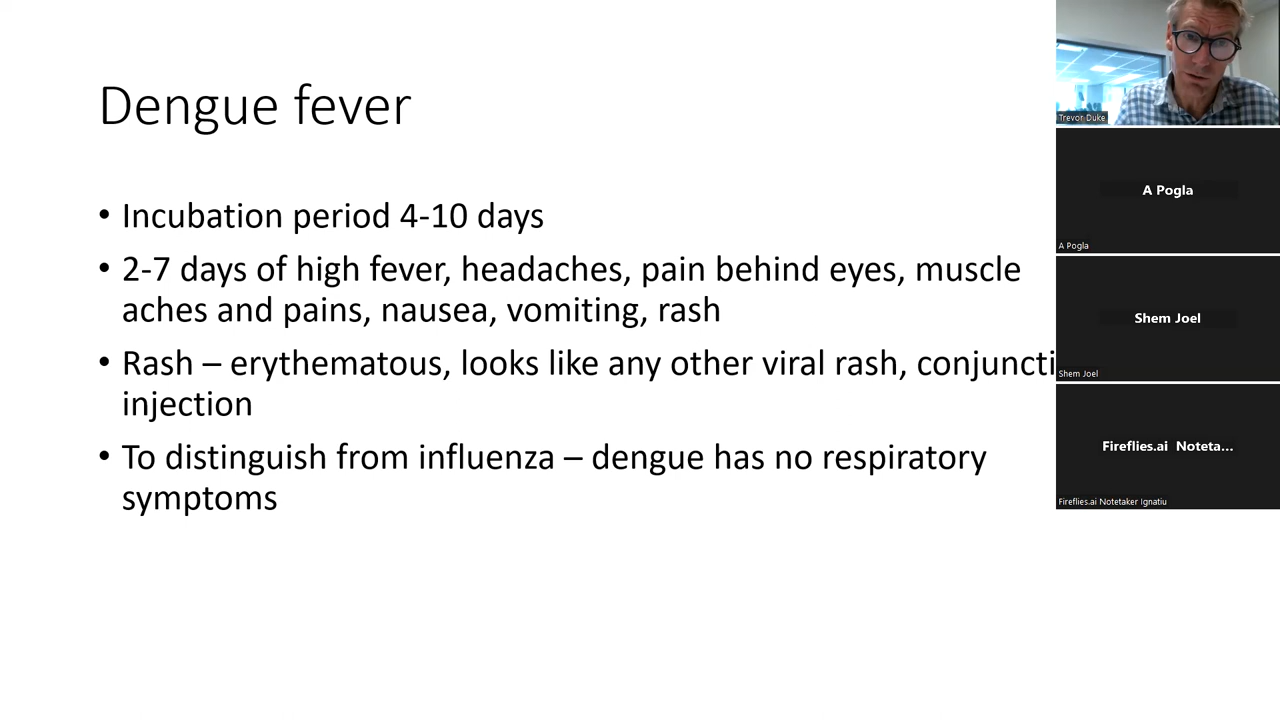 Dengue fever
• Incubation period 4-10 days
• 2-7 days of high fever, headaches, pain behind eyes, muscle
aches and pains, nausea, vomiting, rash
• Rash – erythematous, looks like any other viral rash, conjuncti
injection
• To distinguish from influenza – dengue has no respiratory
symptoms
Trevor Duke
A Pogla
A Pogla
Shem Joel
Shem Joel
Fireflies.ai Noteta...
Fireflies.ai Notetaker Ignatiu